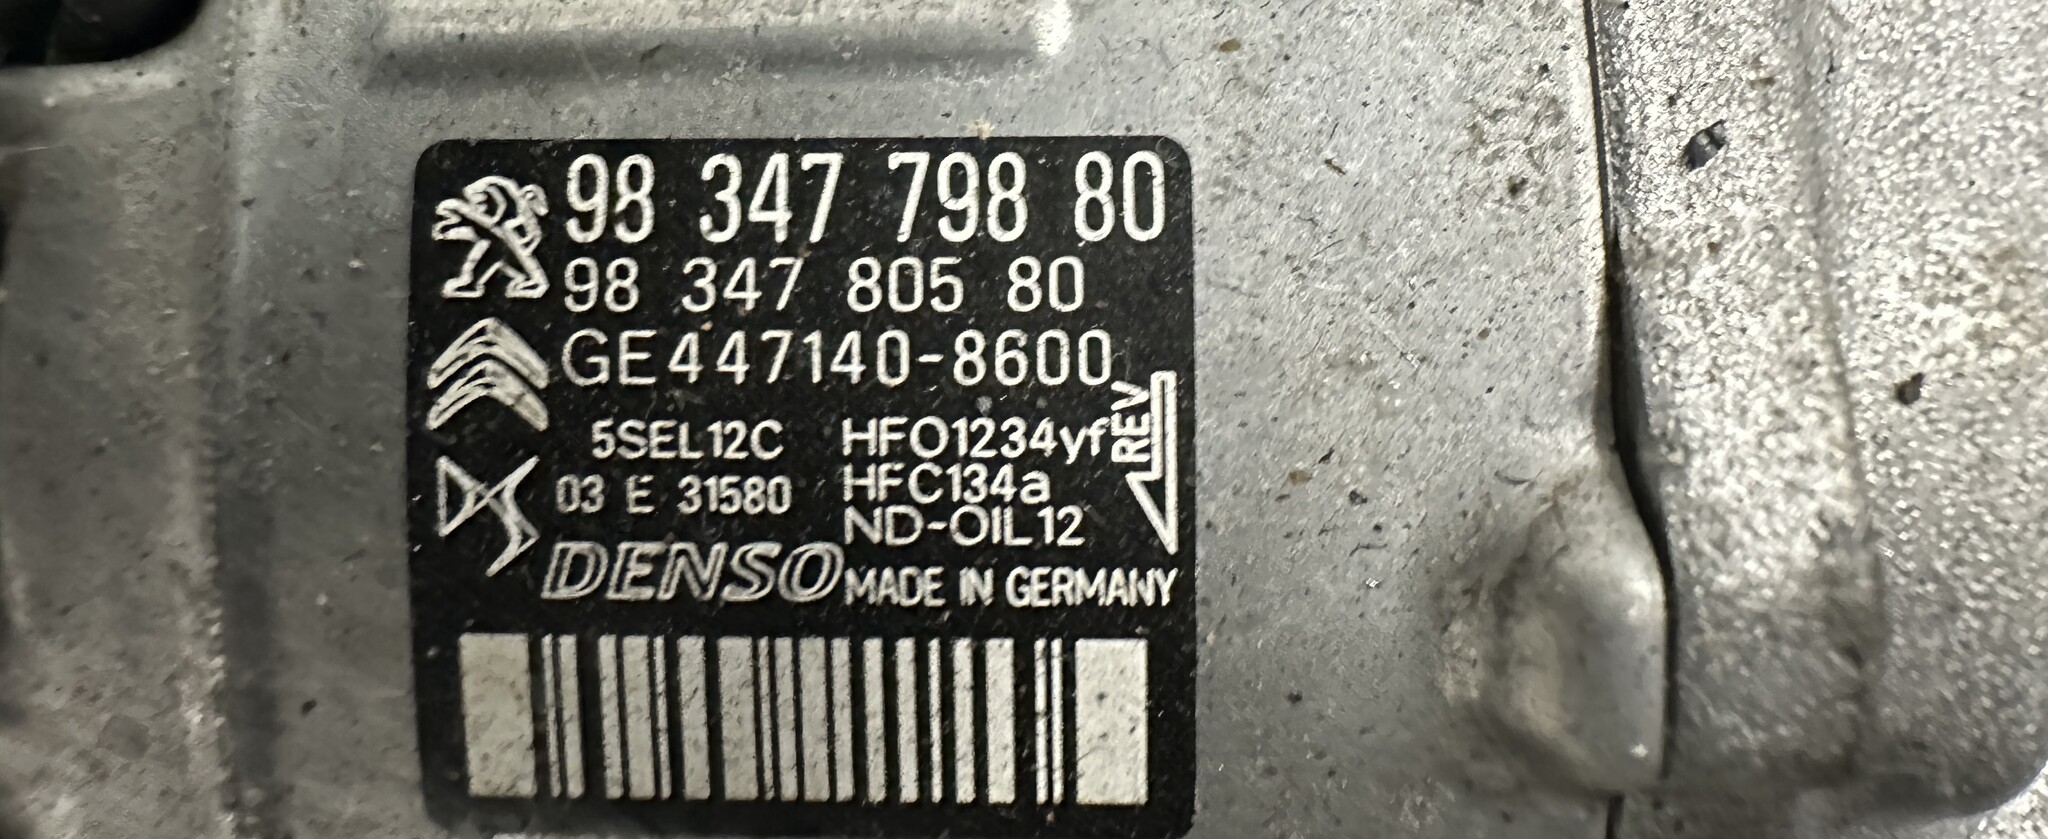 98 347 798 80
98 347 805 80
GE447140-8600
5SEL12C HFO1234yf
REV
03 E 31580 HFC134a
ND-OIL12
DENSO MADE IN GERMANY